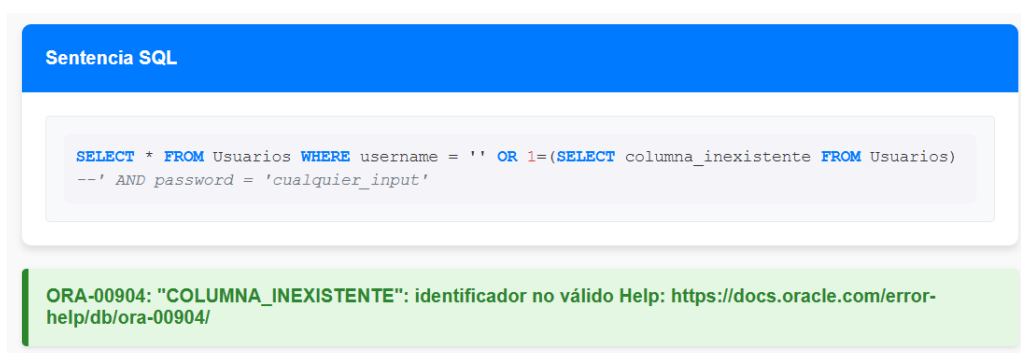 Sentencia SQL
SELECT * FROM Usuarios WHERE username = '' OR 1=(SELECT columna_inexistente FROM Usuarios)
--' AND password = 'cualquier_input'
ORA-00904: "COLUMNA_INEXISTENTE": identificador no válido Help: https://docs.oracle.com/error-
help/db/ora-00904/